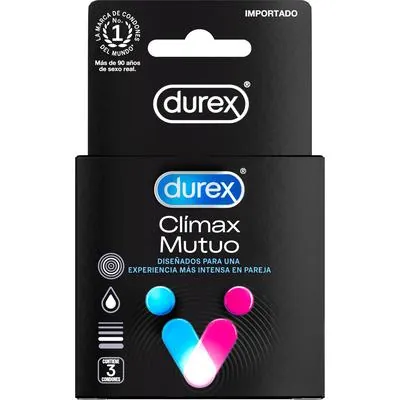 LA MARCA DE CONDONES
No.
1
DEL MUNDO*
Más de 90 años
de sexo real.
IMPORTADO
durex
durex
Clímax
Mutuo
DISEÑADOS PARA UNA
EXPERIENCIA MÁS INTENSA EN PAREJA
CONTIENE
3
CONDONES